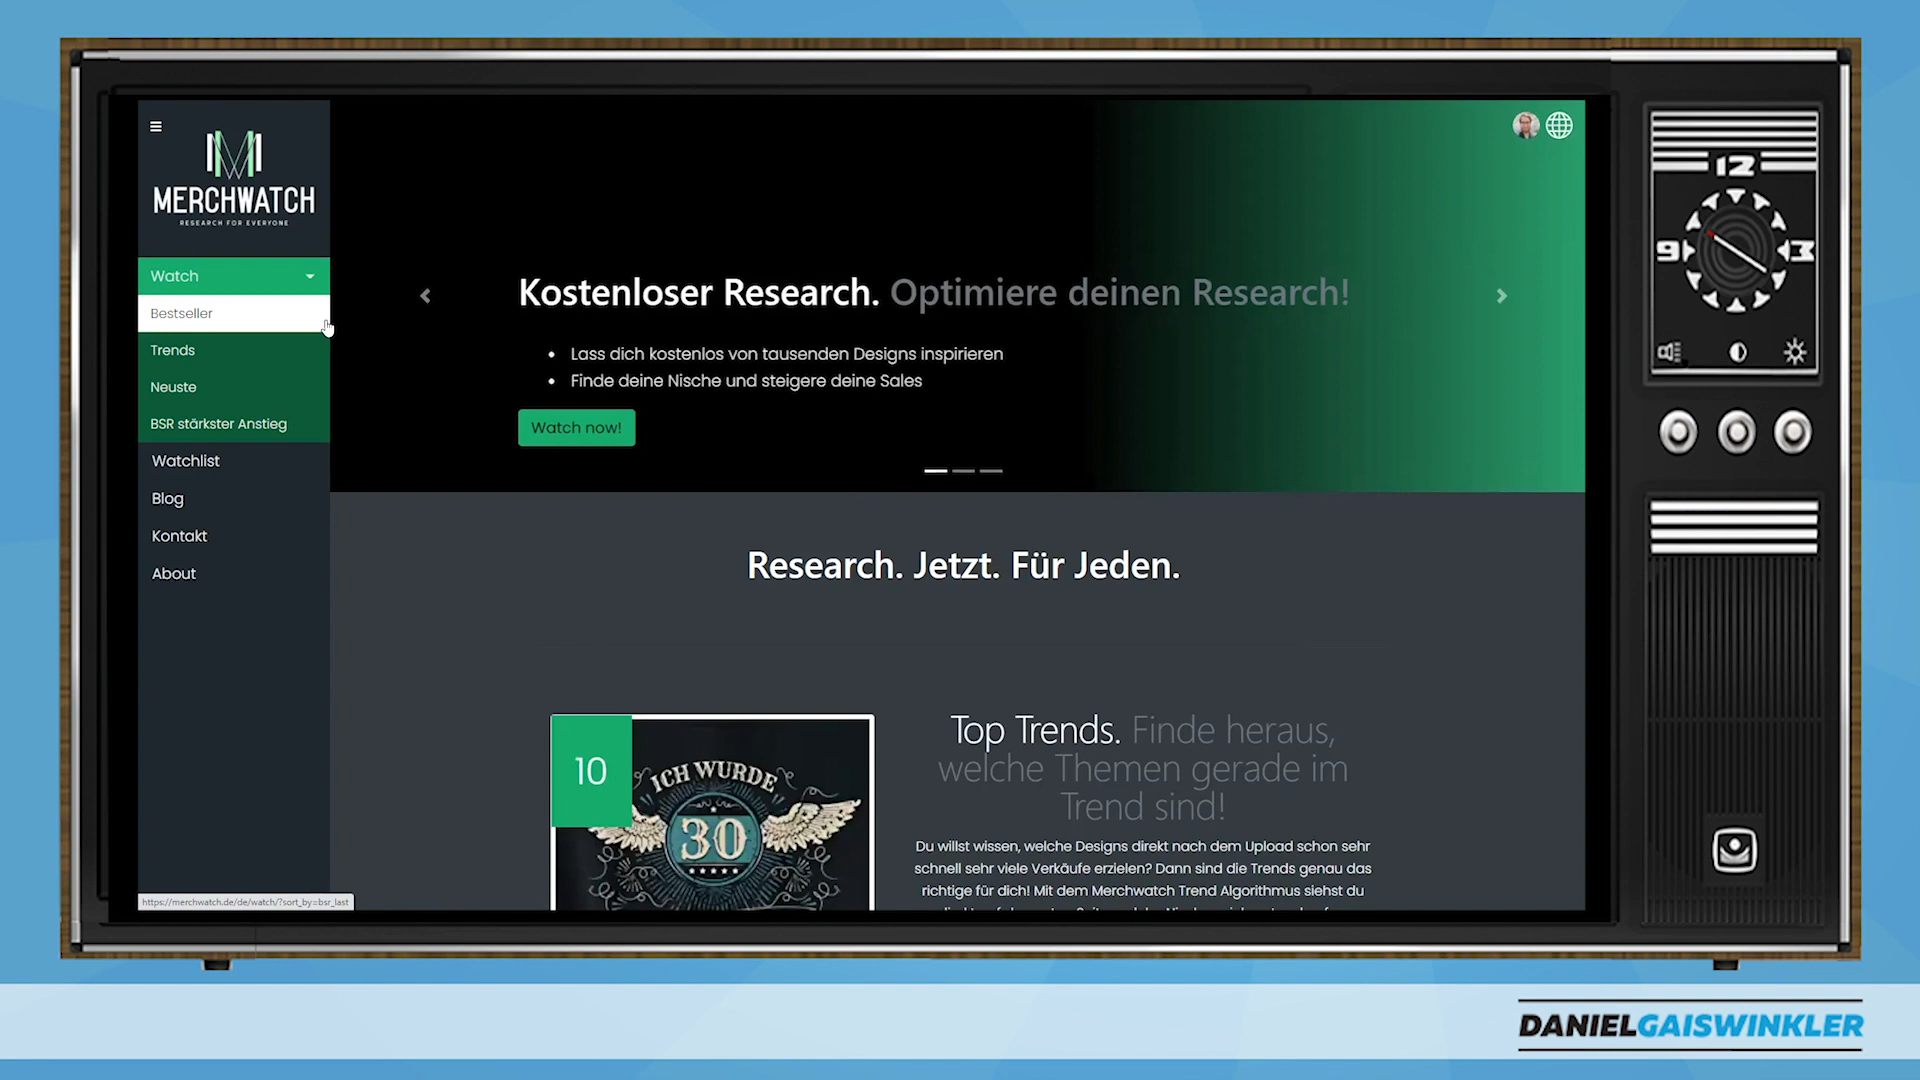 MERCHWATCH
RESEARCH FOR EVERYONE
Watch
Bestseller
Trends
Neuste
BSR stärkster Anstieg
Watchlist
Blog
Kontakt
About
https://merchwatch.de/de/watch/?sort_by=bsr_last
Kostenloser Research. Optimiere deinen Research!
• Lass dich kostenlos von tausenden Designs inspirieren
• Finde deine Nische und steigere deine Sales
Watch now!
Research. Jetzt. Für Jeden.
10
ICH WURDE
30
Top Trends. Finde heraus,
welche Themen gerade im
Trend sind!
Du willst wissen, welche Designs direkt nach dem Upload schon sehr
schnell sehr viele Verkäufe erzielen? Dann sind die Trends genau das
richtige für dich! Mit dem Merchwatch Trend Algorithmus siehst du
12
9
3
DANIELGAISWINKLER